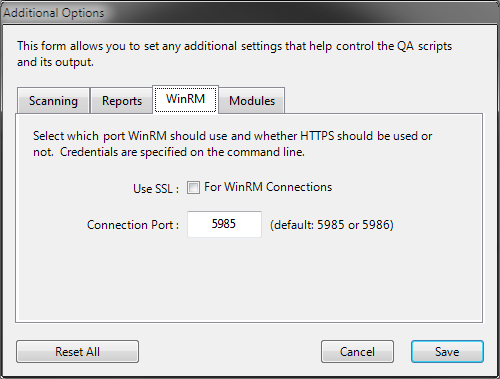 Additional Options
This form allows you to set any additional settings that help control the QA scripts
and its output.
Scanning Reports WinRM Modules
Select which port WinRM should use and whether HTTPS should be used or
not. Credentials are specified on the command line.
Use SSL : For WinRM Connections
Connection Port : 5985 (default: 5985 or 5986)
Reset All Cancel Save